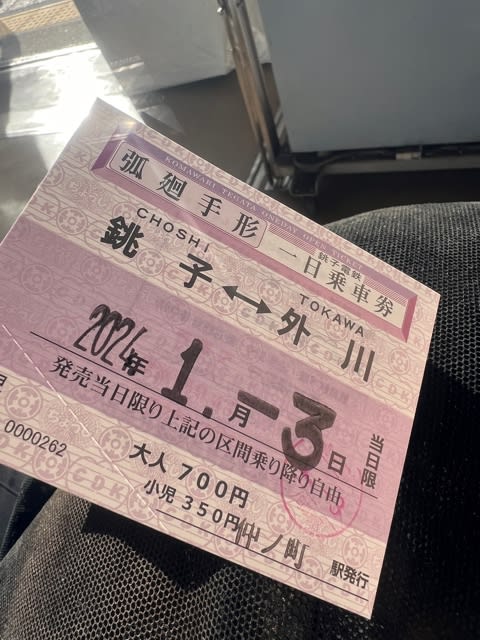 KOMAWARI TEGATA ONEDAY OPEN TICKET
弧廻手形
銚子電鉄
一日乗車券
CHOSHI
TOKAWA
銚子↔外川
2024年1.月-3日
当日限
発売当日限り上記の区間乗り降り自由
0000262
大人 700円
小児 350円
仲ノ町 駅発行